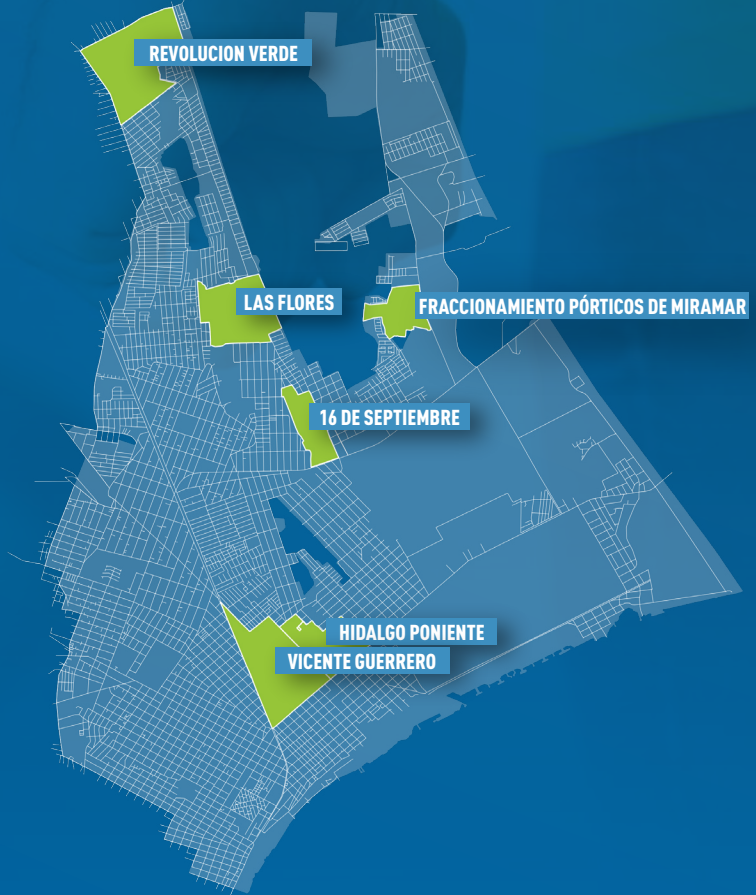 REVOLUCION VERDE
LAS FLORES
FRACCIONAMIENTO PÓRTICOS DE MIRAMAR
16 DE SEPTIEMBRE
HIDALGO PONIENTE
VICENTE GUERRERO